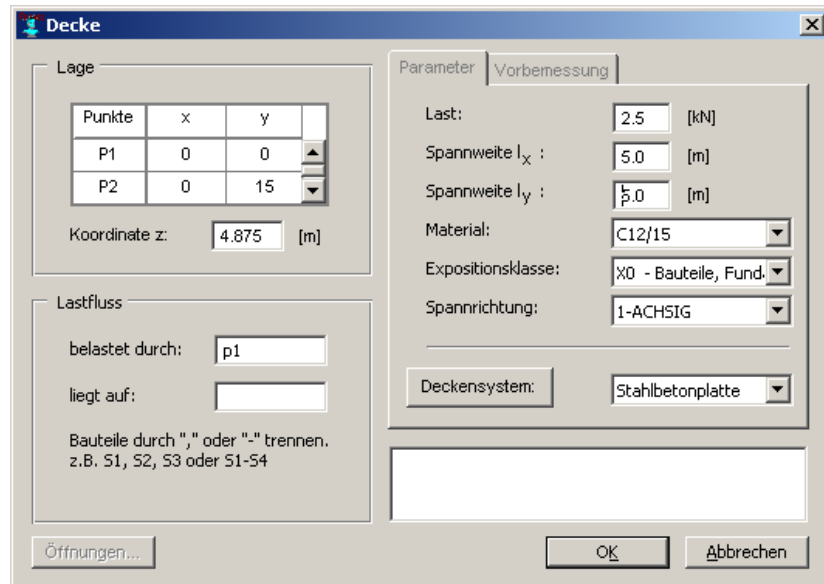 Decke
Lage
Punkte x y
P1 0 0
P2 0 15
Koordinate z: 4.875 [m]
Lastfluss
belastet durch: p1
liegt auf:
Bauteile durch "," oder "-" trennen.
z.B. S1, S2, S3 oder S1-S4
Öffnungen...
Parameter Vorbemessung
Last: 2.5 [kN]
Spannweite lx : 5.0 [m]
Spannweite ly : 5.0 [m]
Material: C12/15
Expositionsklasse: X0 - Bauteile, Fund
Spannrichtung: 1-ACHSIG
Deckensystem: Stahlbetonplatte
OK Abbrechen